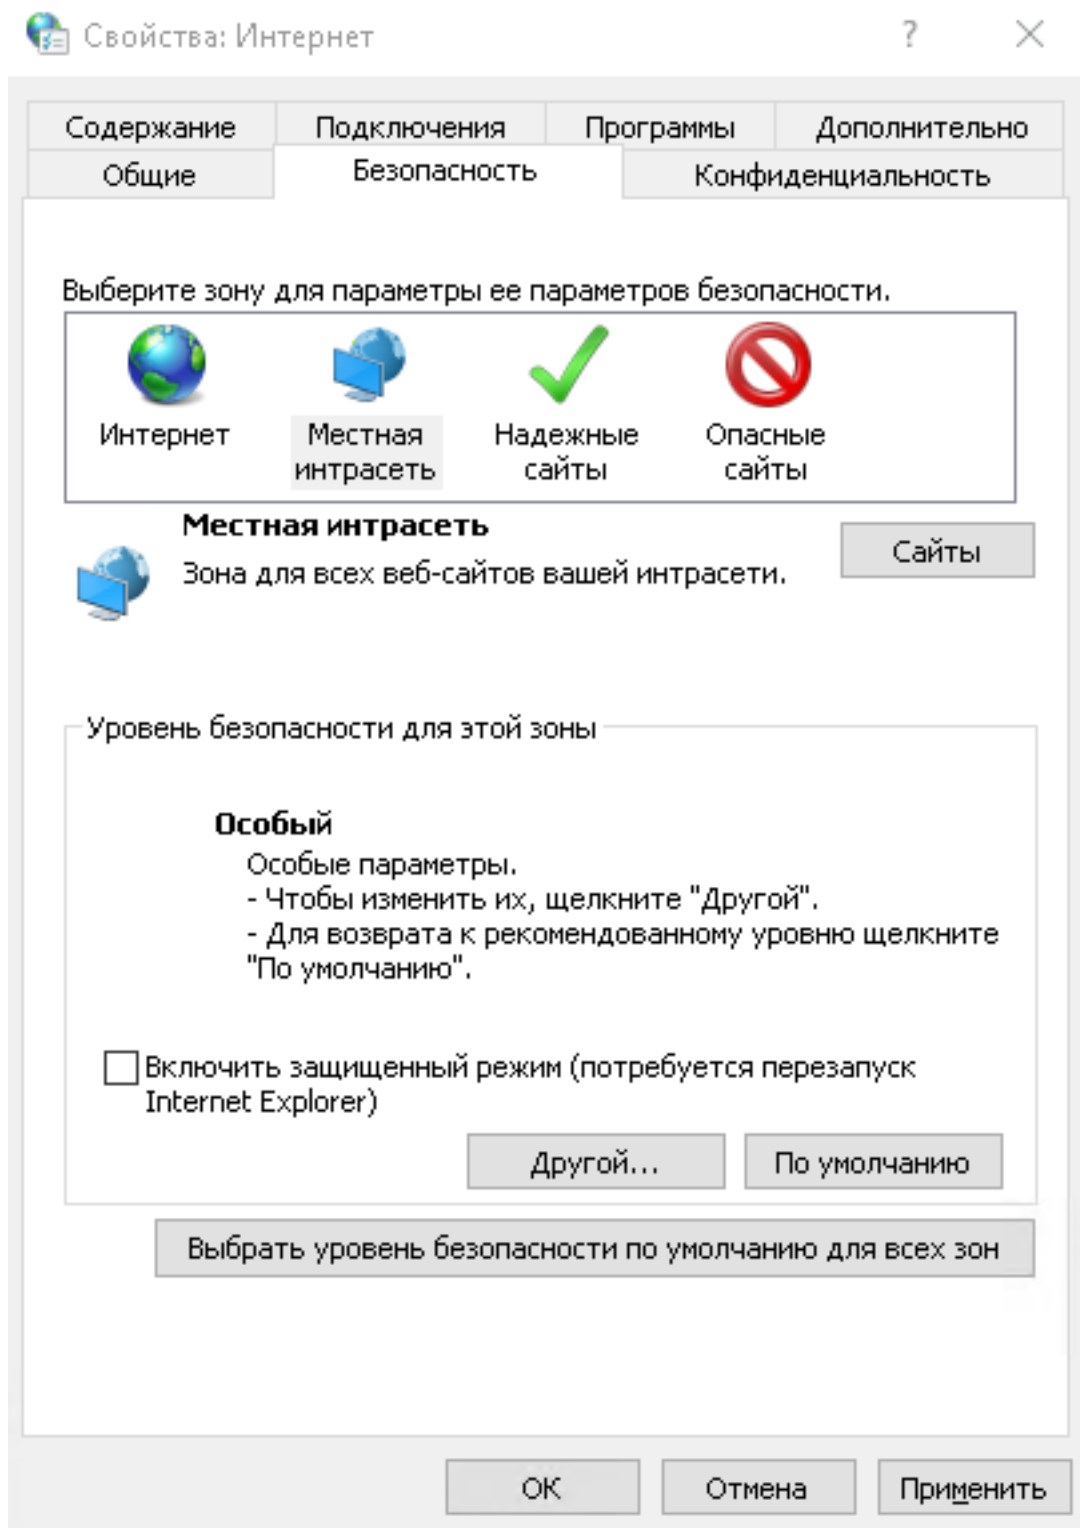 Свойства: Интернет
?
Содержание
Подключения
Программы
Дополнительно
Общие
Безопасность
Конфиденциальность
Выберите зону для параметры ее параметров безопасности.
Интернет
Местная
интрасеть
Надежные
сайты
Опасные
сайты
Местная интрасеть
Зона для всех веб-сайтов вашей интрасети.
Сайты
Уровень безопасности для этой зоны
Особый
Особые параметры.
- Чтобы изменить их, щелкните "Другой".
- Для возврата к рекомендованному уровню щелкните
"По умолчанию".
Включить защищенный режим (потребуется перезапуск
Internet Explorer)
Другой...
По умолчанию
Выбрать уровень безопасности по умолчанию для всех зон
ОК
Отмена
Применить